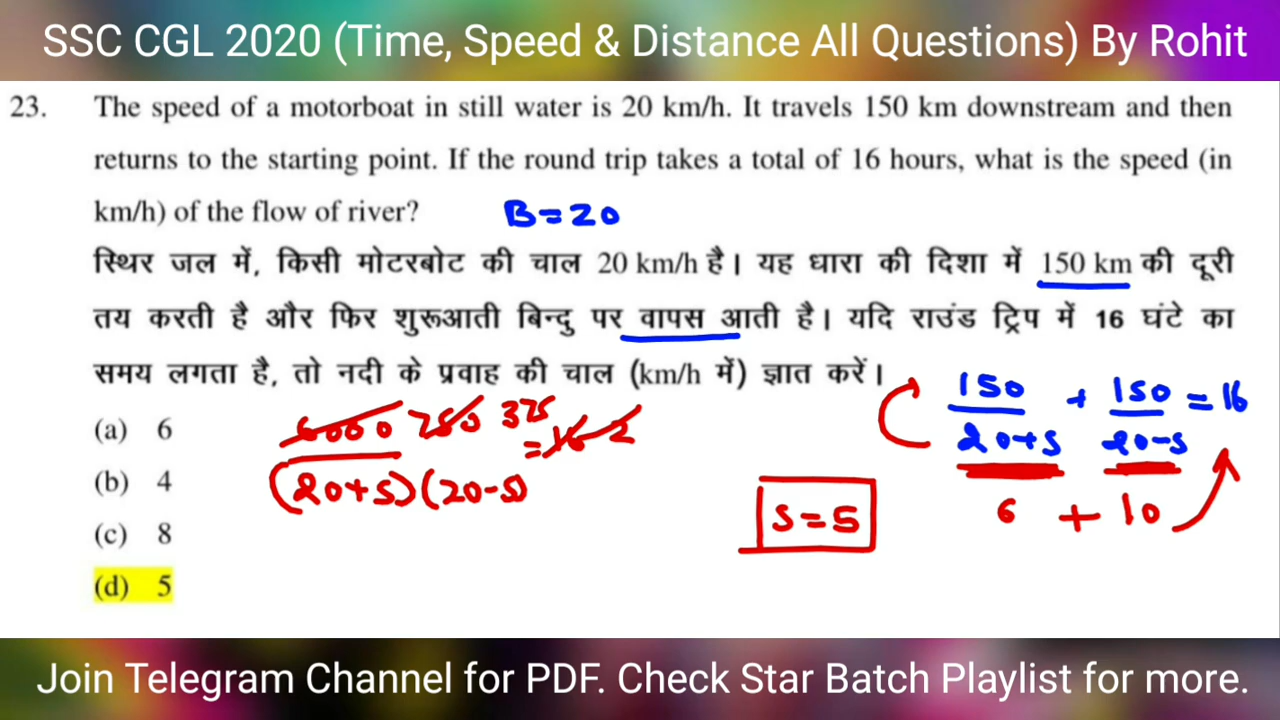 SSC CGL 2020 (Time, Speed & Distance All Questions) By Rohit
23. The speed of a motorboat in still water is 20 km/h. It travels 150 km downstream and then
returns to the starting point. If the round trip takes a total of 16 hours, what is the speed (in
km/h) of the flow of river?
B=20
स्थिर जल में, किसी मोटरबोट की चाल 20 km/h है। यह धारा की दिशा में 150 km की दूरी
तय करती है और फिर शुरूआती बिन्दु पर वापस आती है। यदि राउंड ट्रिप में 16 घंटे का
समय लगता है, तो नदी के प्रवाह की चाल (km/h में) ज्ञात करें।
(a) 6
(b) 4
(c) 8
(d) 5
6000 750 375
= 16 2
(20+s)(20-s)
150 + 150 = 16
20+s 20-s
6 + 10
S=5
Join Telegram Channel for PDF. Check Star Batch Playlist for more.